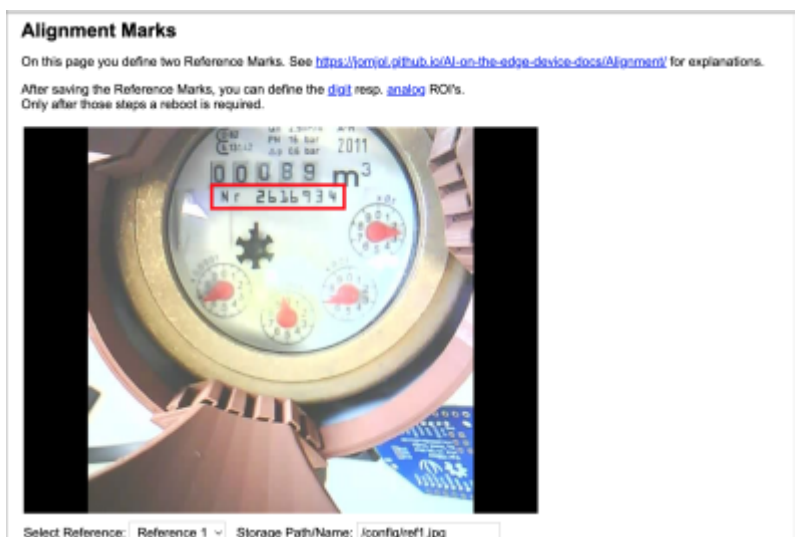 Alignment Marks
On this page you define two Reference Marks. See https://jomjol.github.io/AI-on-the-edge-device-docs/Alignment/ for explanations.
After saving the Reference Marks, you can define the digit resp. analog ROI's.
Only after those steps a reboot is required.
PN 16 bar
2011
00089 m³
Nr 2616934
Select Reference: Reference 1 Storage Path/Name: /config/ref1.jpg